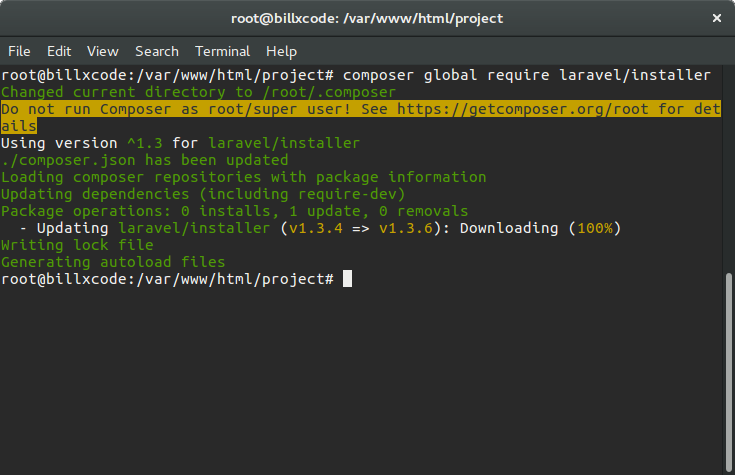 root@billxcode: /var/www/html/project
File Edit View Search Terminal Help
root@billxcode:/var/www/html/project# composer global require laravel/installer
Changed current directory to /root/.composer
Do not run Composer as root/super user! See https://getcomposer.org/root for det
ails
Using version ^1.3 for laravel/installer
./composer.json has been updated
Loading composer repositories with package information
Updating dependencies (including require-dev)
Package operations: 0 installs, 1 update, 0 removals
  - Updating laravel/installer (v1.3.4 => v1.3.6): Downloading (100%)
Writing lock file
Generating autoload files
root@billxcode:/var/www/html/project#